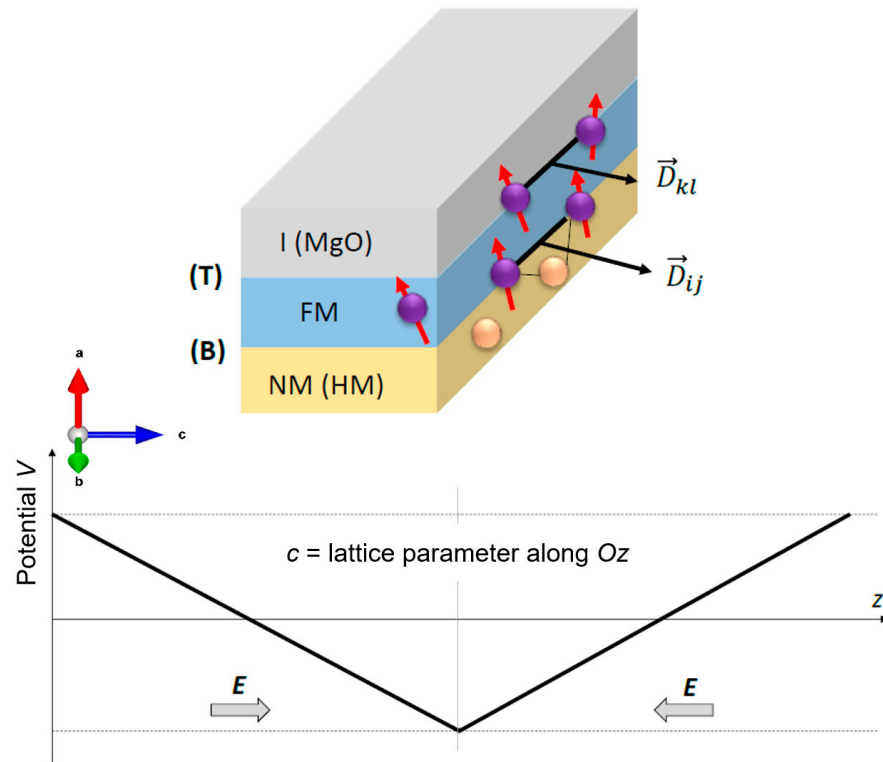 I (MgO)
(T)
FM
(B)
NM (HM)
D⃗kl
D⃗ij
a
c
b
Potential V
c = lattice parameter along Oz
z
E
E